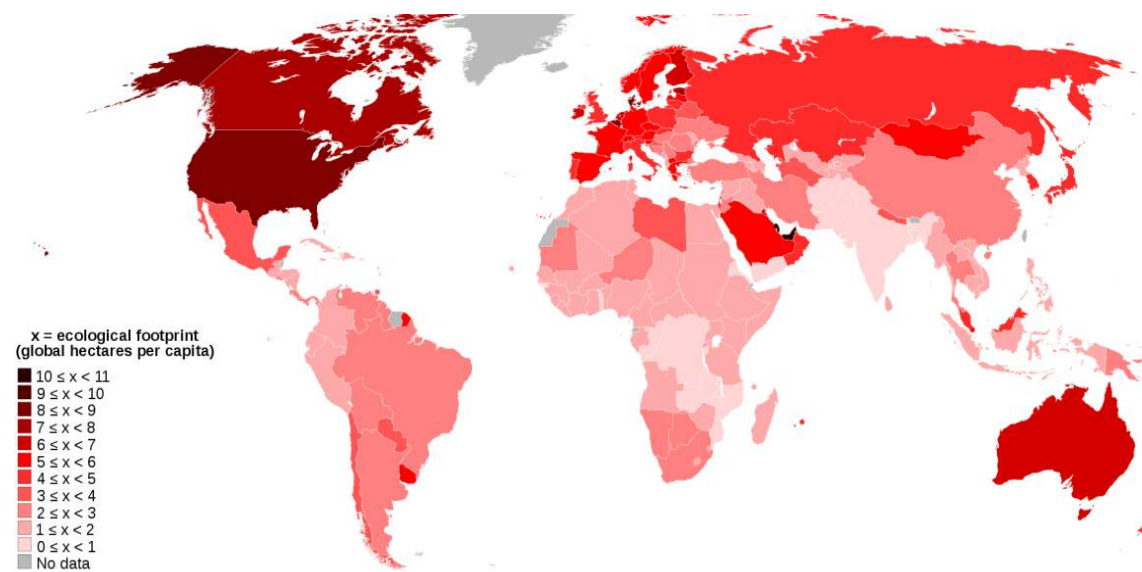 x = ecological footprint
(global hectares per capita)
10 ≤ x < 11
9 ≤ x < 10
8 ≤ x < 9
7 ≤ x < 8
6 ≤ x < 7
5 ≤ x < 6
4 ≤ x < 5
3 ≤ x < 4
2 ≤ x < 3
1 ≤ x < 2
0 ≤ x < 1
No data